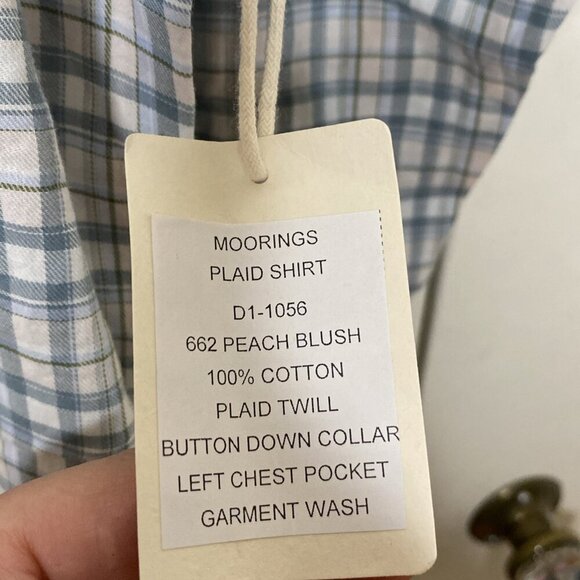 MOORINGS
PLAID SHIRT
D1-1056
662 PEACH BLUSH
100% COTTON
PLAID TWILL
BUTTON DOWN COLLAR
LEFT CHEST POCKET
GARMENT WASH